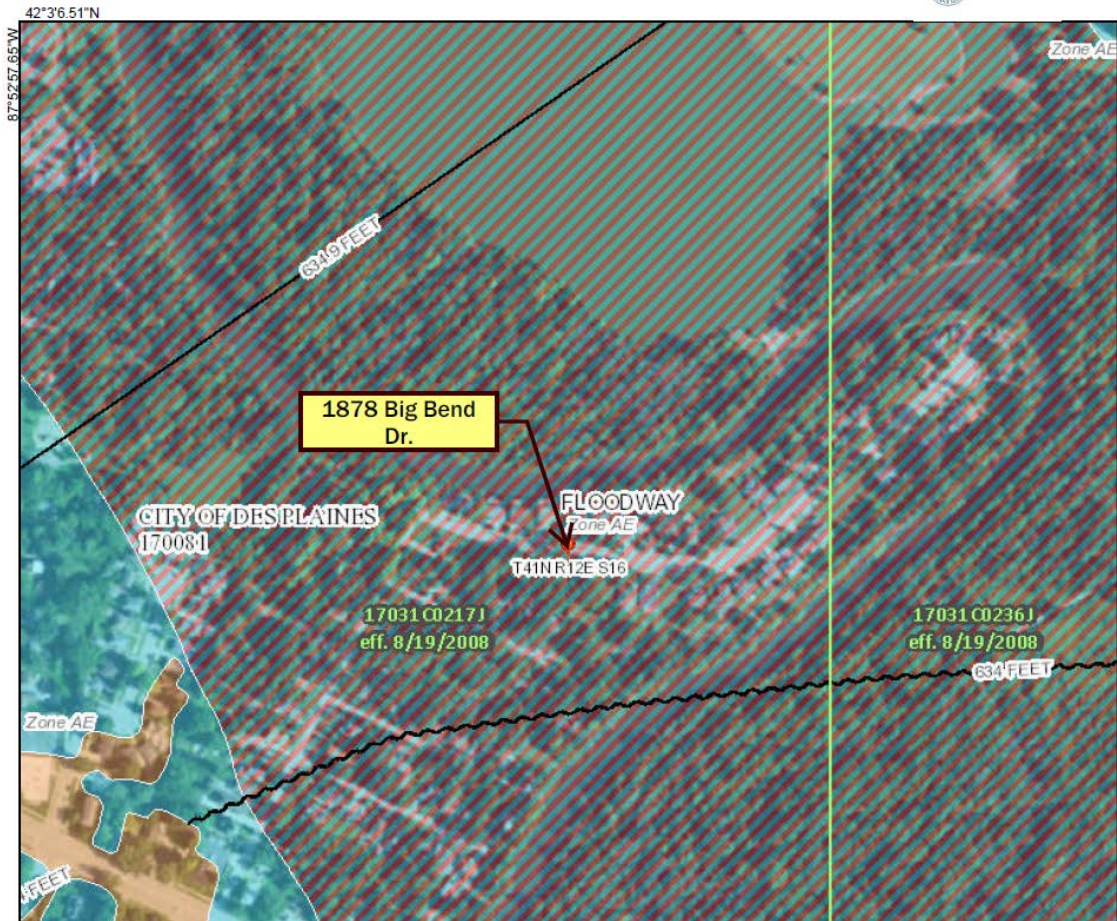 42°3'6.51"N
87°52'57.65"W
Zone AE
634.9 FEET
1878 Big Bend
Dr.
FLOODWAY
Zone AE
CITY OF DES PLAINES
170081
T41N R12E S16
17031C0217J
eff. 8/19/2008
17031C0236J
eff. 8/19/2008
634 FEET
Zone AE
FEET